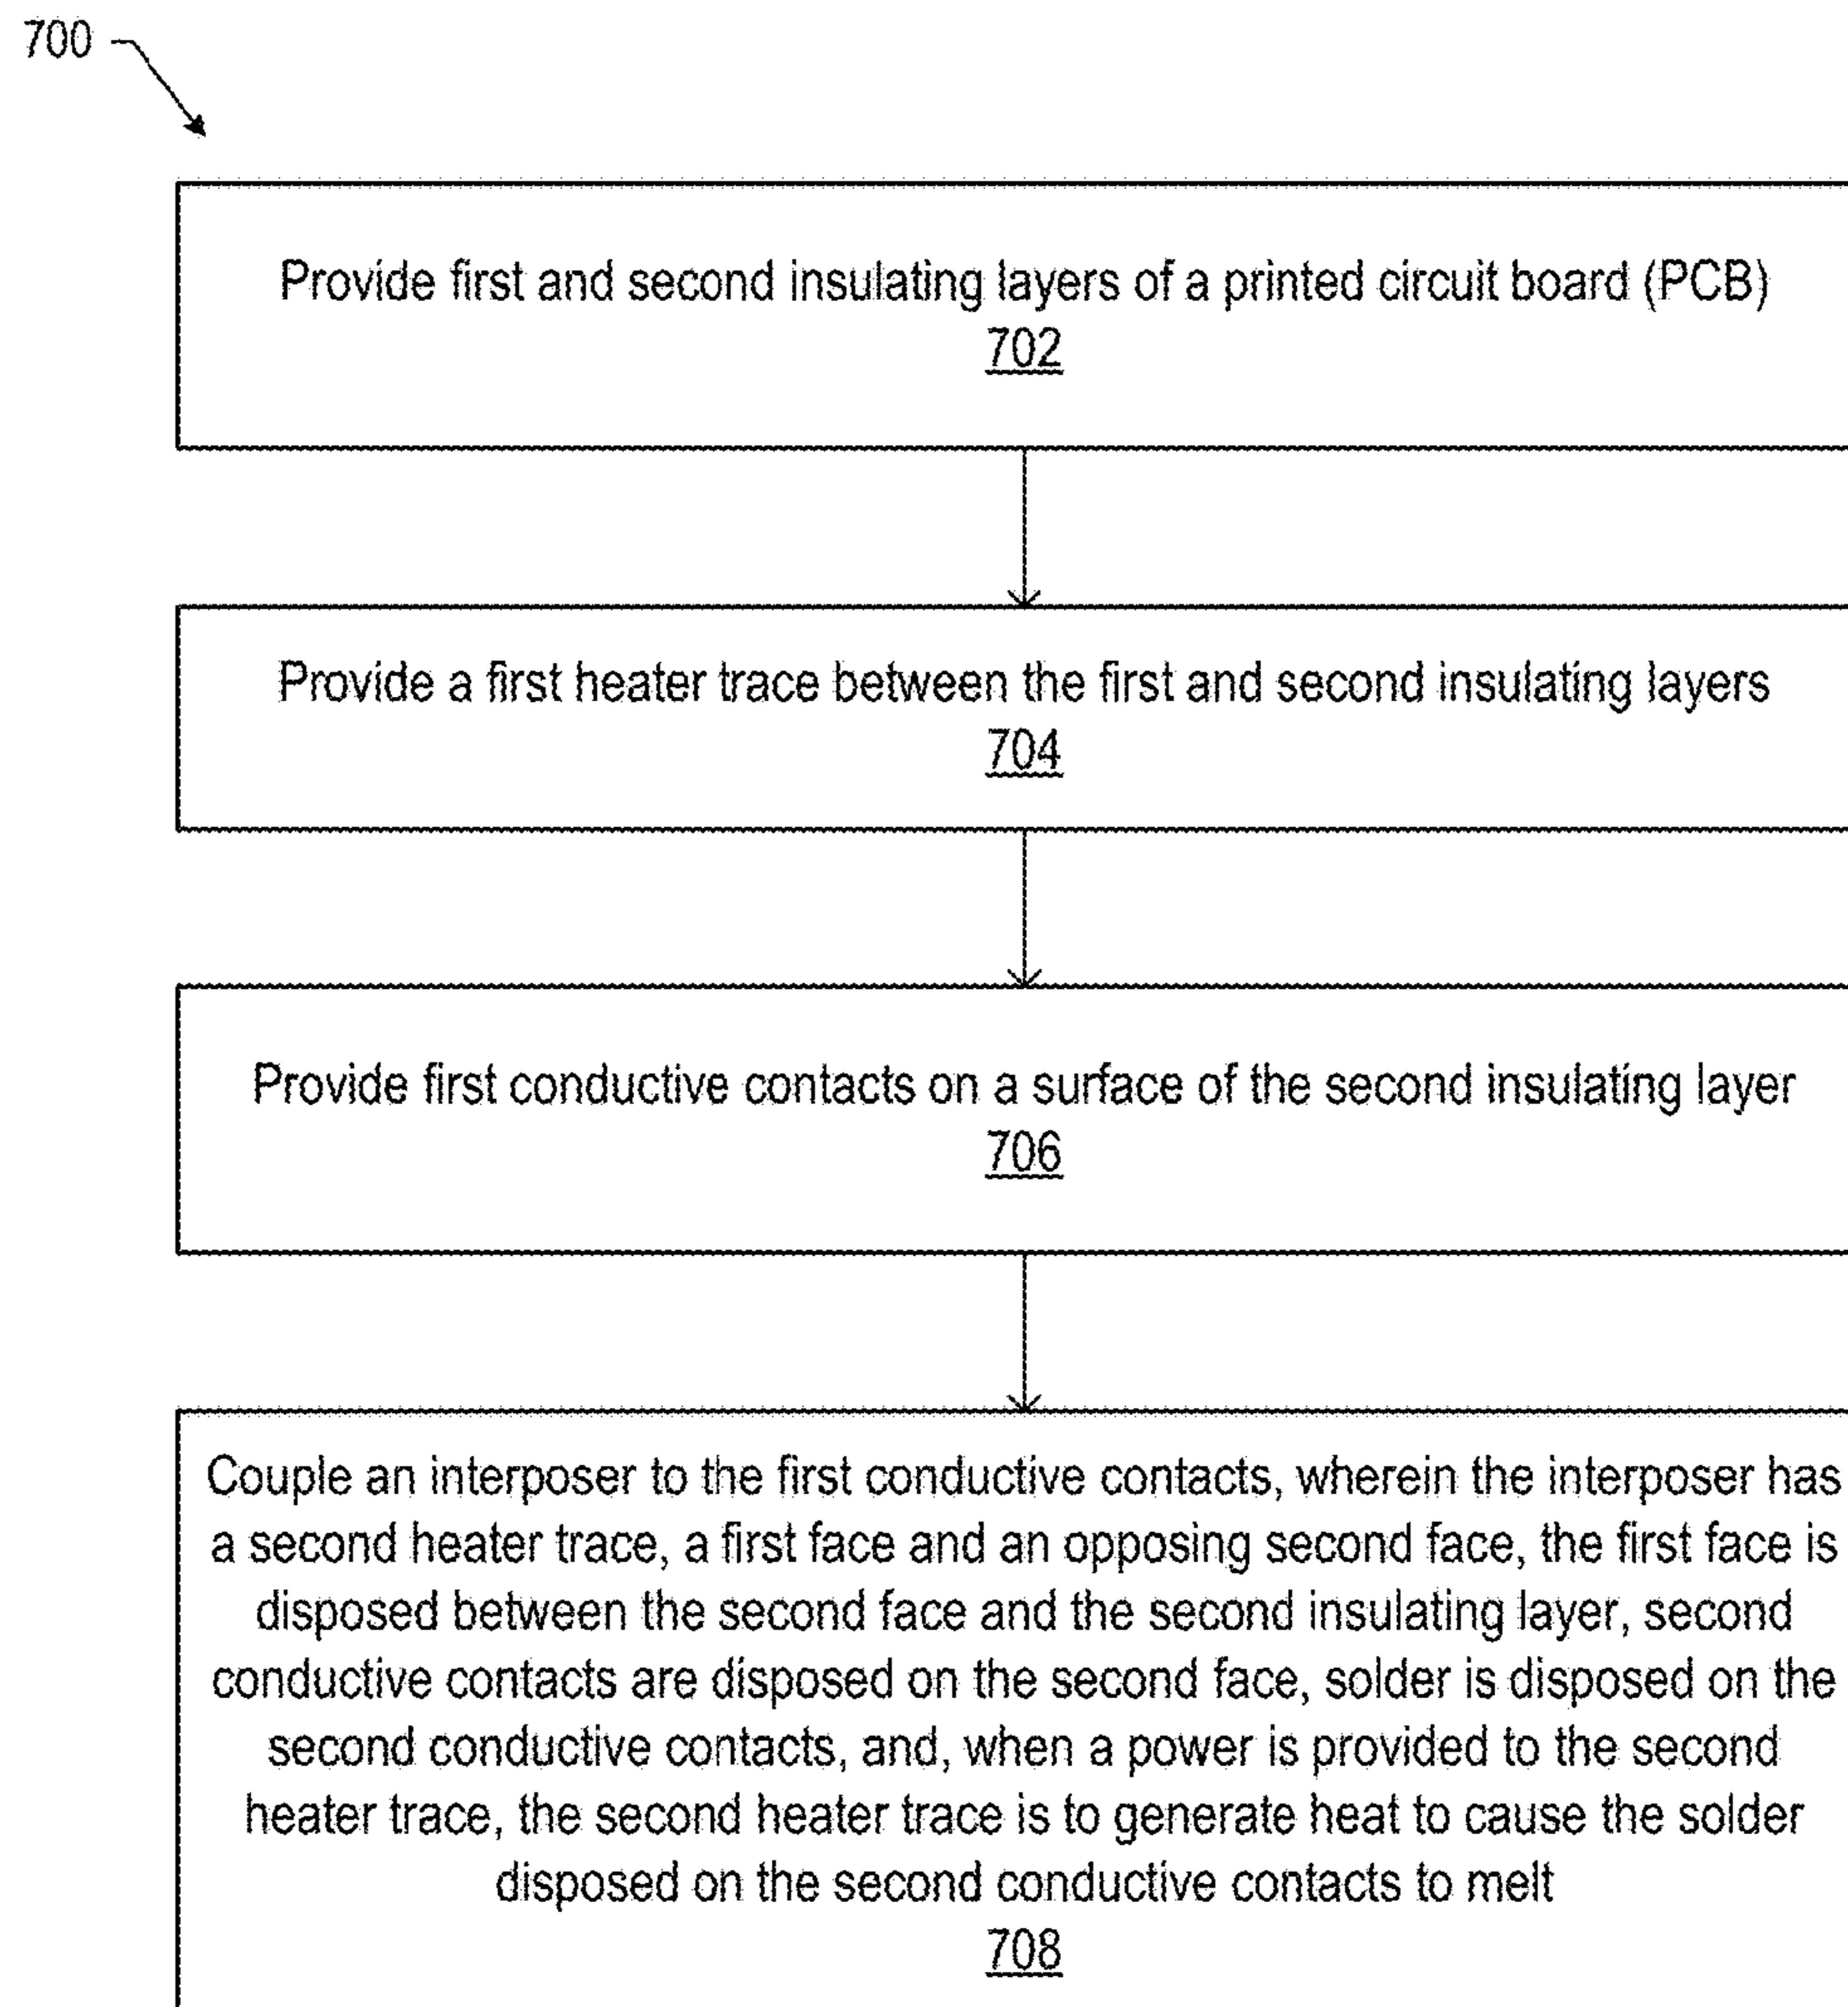 700
Provide first and second insulating layers of a printed circuit board (PCB)
702
Provide a first heater trace between the first and second insulating layers
704
Provide first conductive contacts on a surface of the second insulating layer
706
Couple an interposer to the first conductive contacts, wherein the interposer has
a second heater trace, a first face and an opposing second face, the first face is
disposed between the second face and the second insulating layer, second
conductive contacts are disposed on the second face, solder is disposed on the
second conductive contacts, and, when a power is provided to the second
heater trace, the second heater trace is to generate heat to cause the solder
disposed on the second conductive contacts to melt
708